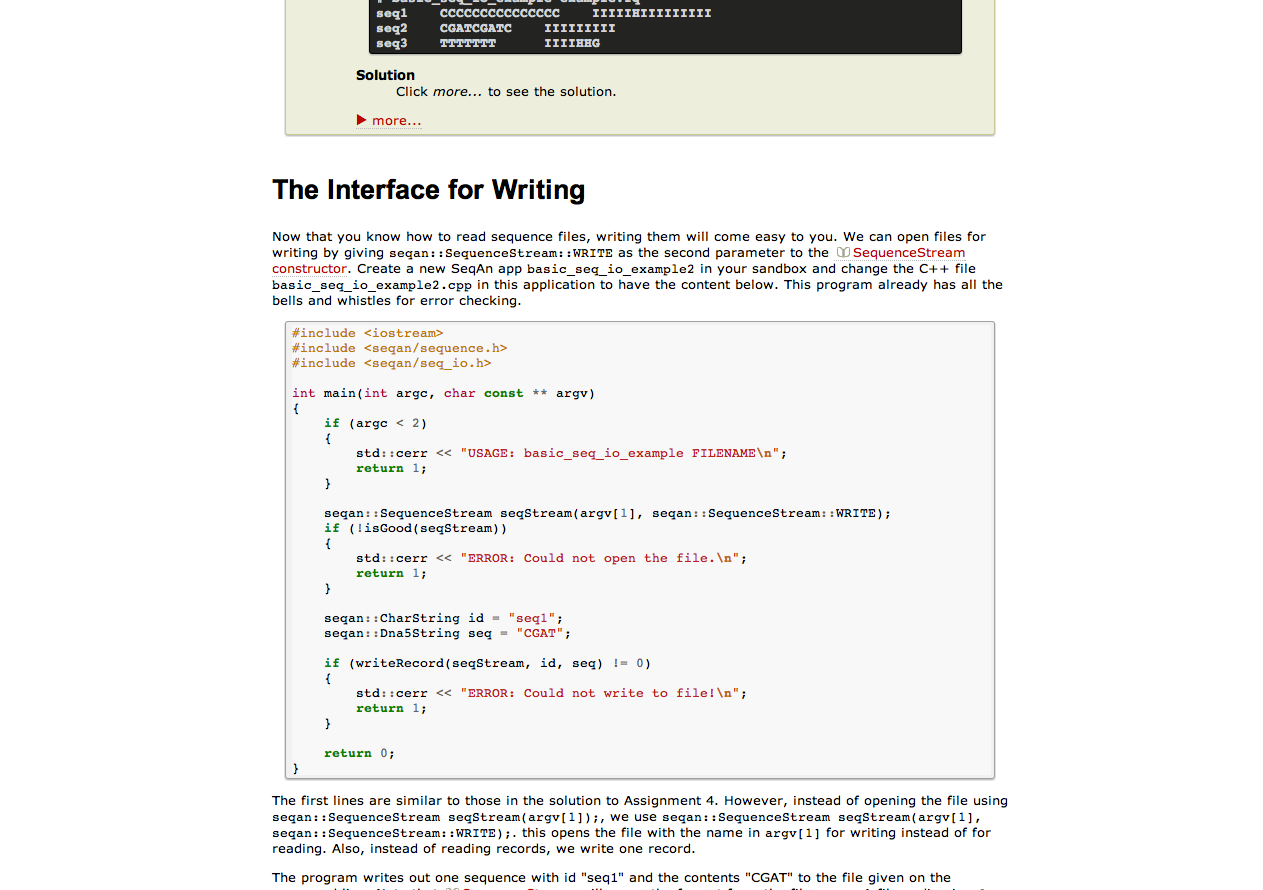 seq1    CCCCCCCCCCCCCCC    IIIIIHIIIIIIIII
seq2    CGATCGATC    IIIIIIIII
seq3    TTTTTTT      IIIIHHG
Solution
Click more... to see the solution.
▶ more...
The Interface for Writing
Now that you know how to read sequence files, writing them will come easy to you. We can open files for
writing by giving seqan::SequenceStream::WRITE as the second parameter to the SequenceStream
constructor. Create a new SeqAn app basic_seq_io_example2 in your sandbox and change the C++ file
basic_seq_io_example2.cpp in this application to have the content below. This program already has all the
bells and whistles for error checking.
#include <iostream>
#include <seqan/sequence.h>
#include <seqan/seq_io.h>
int main(int argc, char const ** argv)
{
    if (argc < 2)
    {
        std::cerr << "USAGE: basic_seq_io_example FILENAME\n";
        return 1;
    }
    seqan::SequenceStream seqStream(argv[1], seqan::SequenceStream::WRITE);
    if (!isGood(seqStream))
    {
        std::cerr << "ERROR: Could not open the file.\n";
        return 1;
    }
    seqan::CharString id = "seq1";
    seqan::Dna5String seq = "CGAT";
    if (writeRecord(seqStream, id, seq) != 0)
    {
        std::cerr << "ERROR: Could not write to file!\n";
        return 1;
    }
    return 0;
}
The first lines are similar to those in the solution to Assignment 4. However, instead of opening the file using
seqan::SequenceStream seqStream(argv[1]);, we use seqan::SequenceStream seqStream(argv[1],
seqan::SequenceStream::WRITE);. this opens the file with the name in argv[1] for writing instead of for
reading. Also, instead of reading records, we write one record.
The program writes out one sequence with id "seq1" and the contents "CGAT" to the file given on the